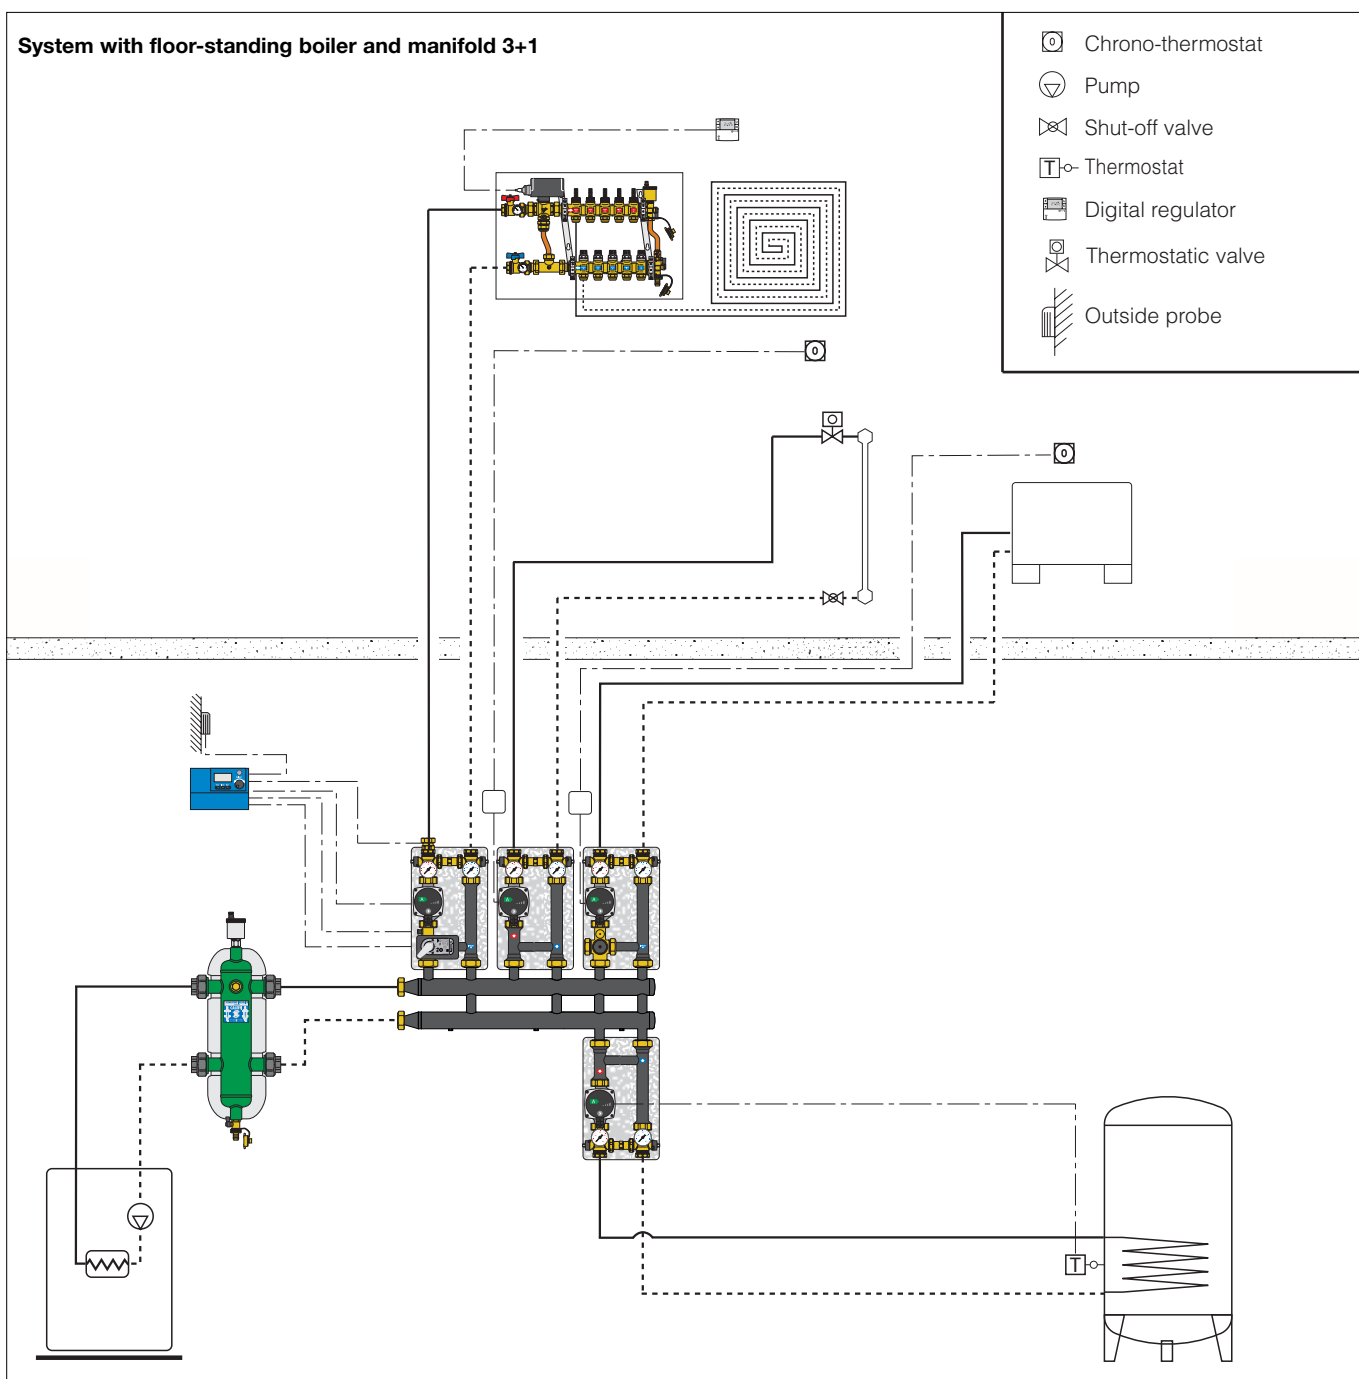 System with floor-standing boiler and manifold 3+1
Chrono-thermostat
Pump
Shut-off valve
T
Thermostat
Digital regulator
Thermostatic valve
Outside probe
T